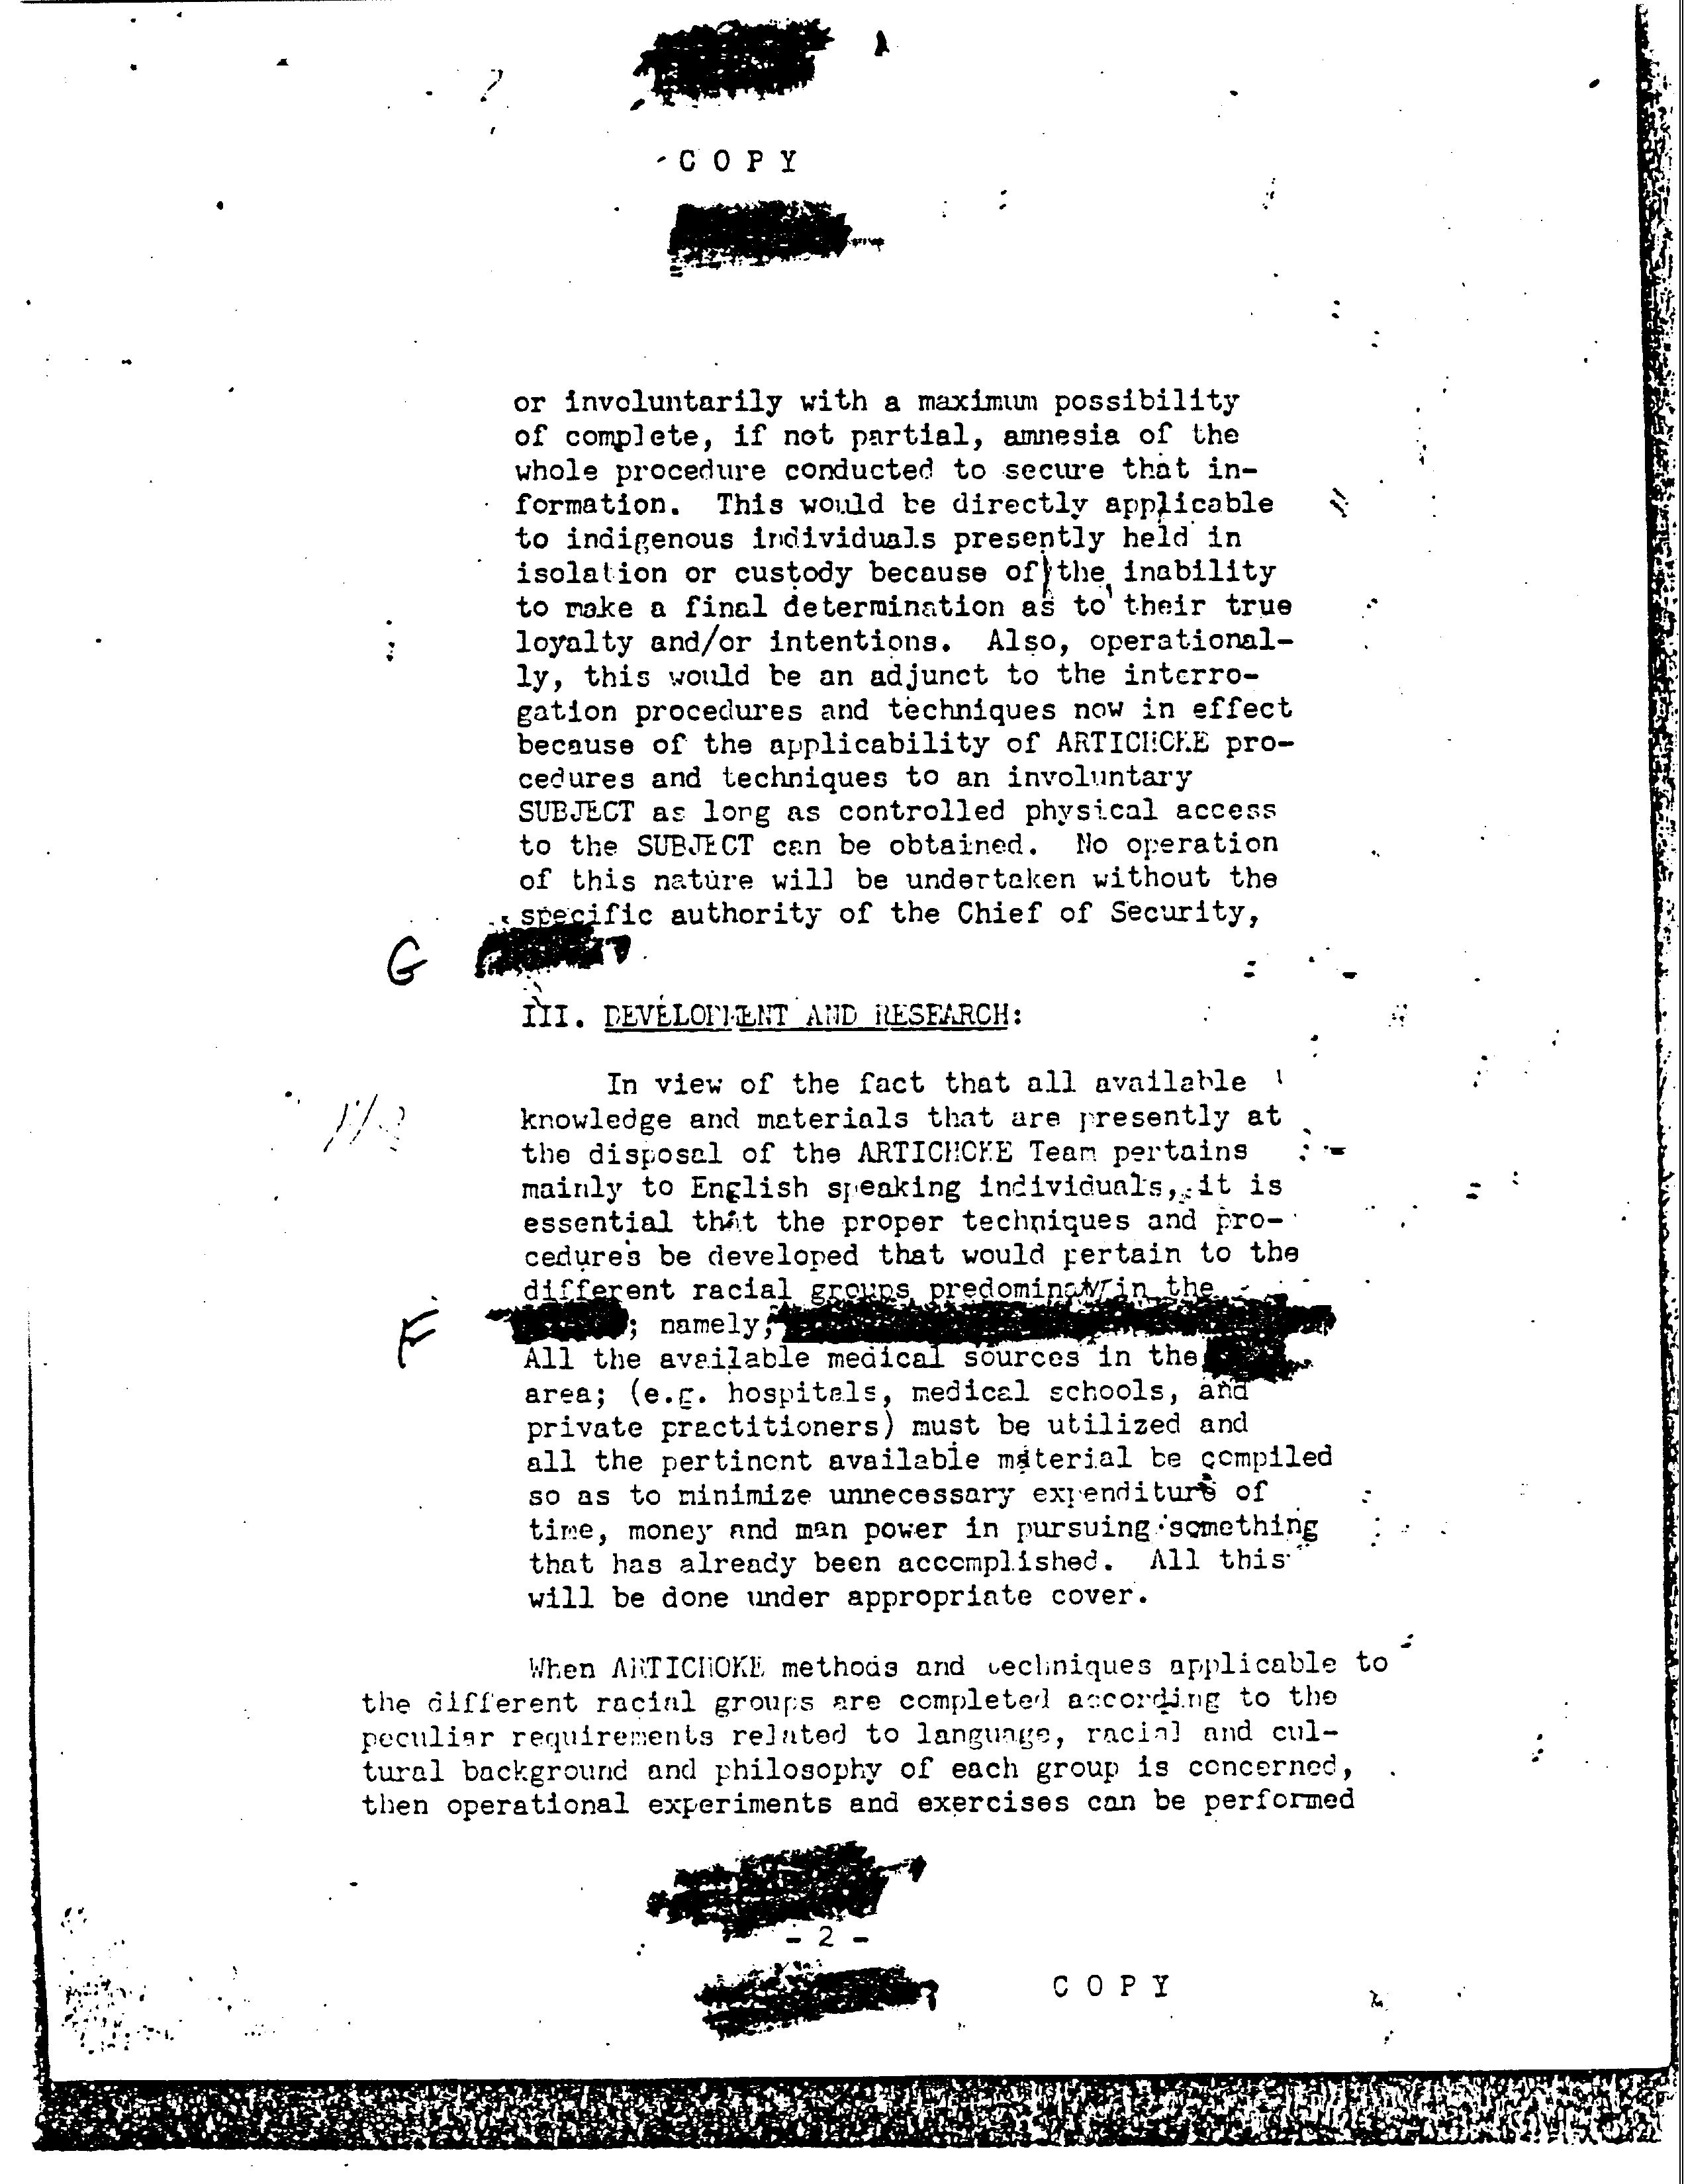 C O P Y
or involuntarily with a maximum possibility
of complete, if not partial, amnesia of the
whole procedure conducted to secure that in-
formation. This would be directly applicable
to indigenous individuals presently held in
isolation or custody because of the inability
to make a final determination as to their true
loyalty and/or intentions. Also, operational-
ly, this would be an adjunct to the interro-
gation procedures and techniques now in effect
because of the applicability of ARTICHOKE pro-
cedures and techniques to an involuntary
SUBJECT as long as controlled physical access
to the SUBJECT can be obtained. No operation
of this nature will be undertaken without the
specific authority of the Chief of Security,
G
III. DEVELOPMENT AND RESEARCH:
In view of the fact that all available
knowledge and materials that are presently at
the disposal of the ARTICHOKE Team pertains
mainly to English speaking individuals, it is
essential that the proper techniques and pro-
cedures be developed that would pertain to the
different racial groups in the
F ; namely,
All the available medical sources in the
area; (e.g. hospitals, medical schools, and
private practitioners) must be utilized and
all the pertinent available material be compiled
so as to minimize unnecessary expenditure of
time, money and man power in pursuing something
that has already been accomplished. All this
will be done under appropriate cover.
When ARTICHOKE methods and techniques applicable to
the different racial groups are completed according to the
peculiar requirements related to language, racial and cul-
tural background and philosophy of each group is concerned,
then operational experiments and exercises can be performed
- 2 -
C O P Y